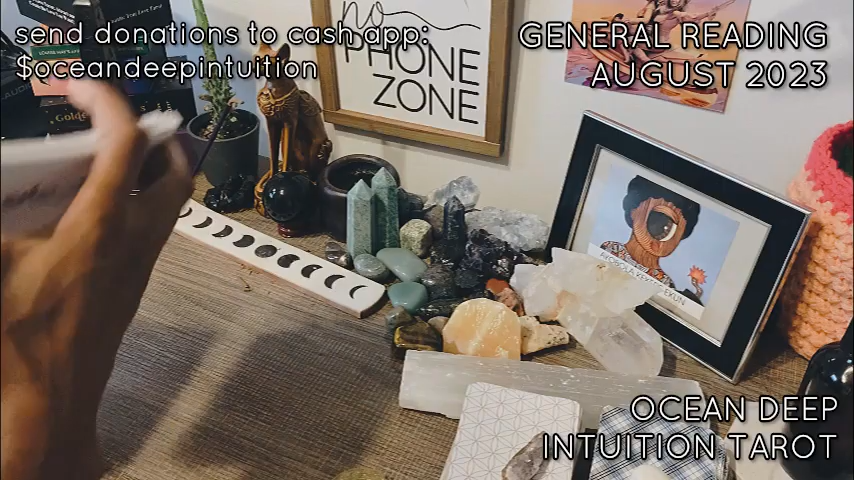 send donations to cash app:
$oceandeepintuition
GENERAL READING
AUGUST 2023
no
PHONE
ZONE
OCEAN DEEP
INTUITION TAROT